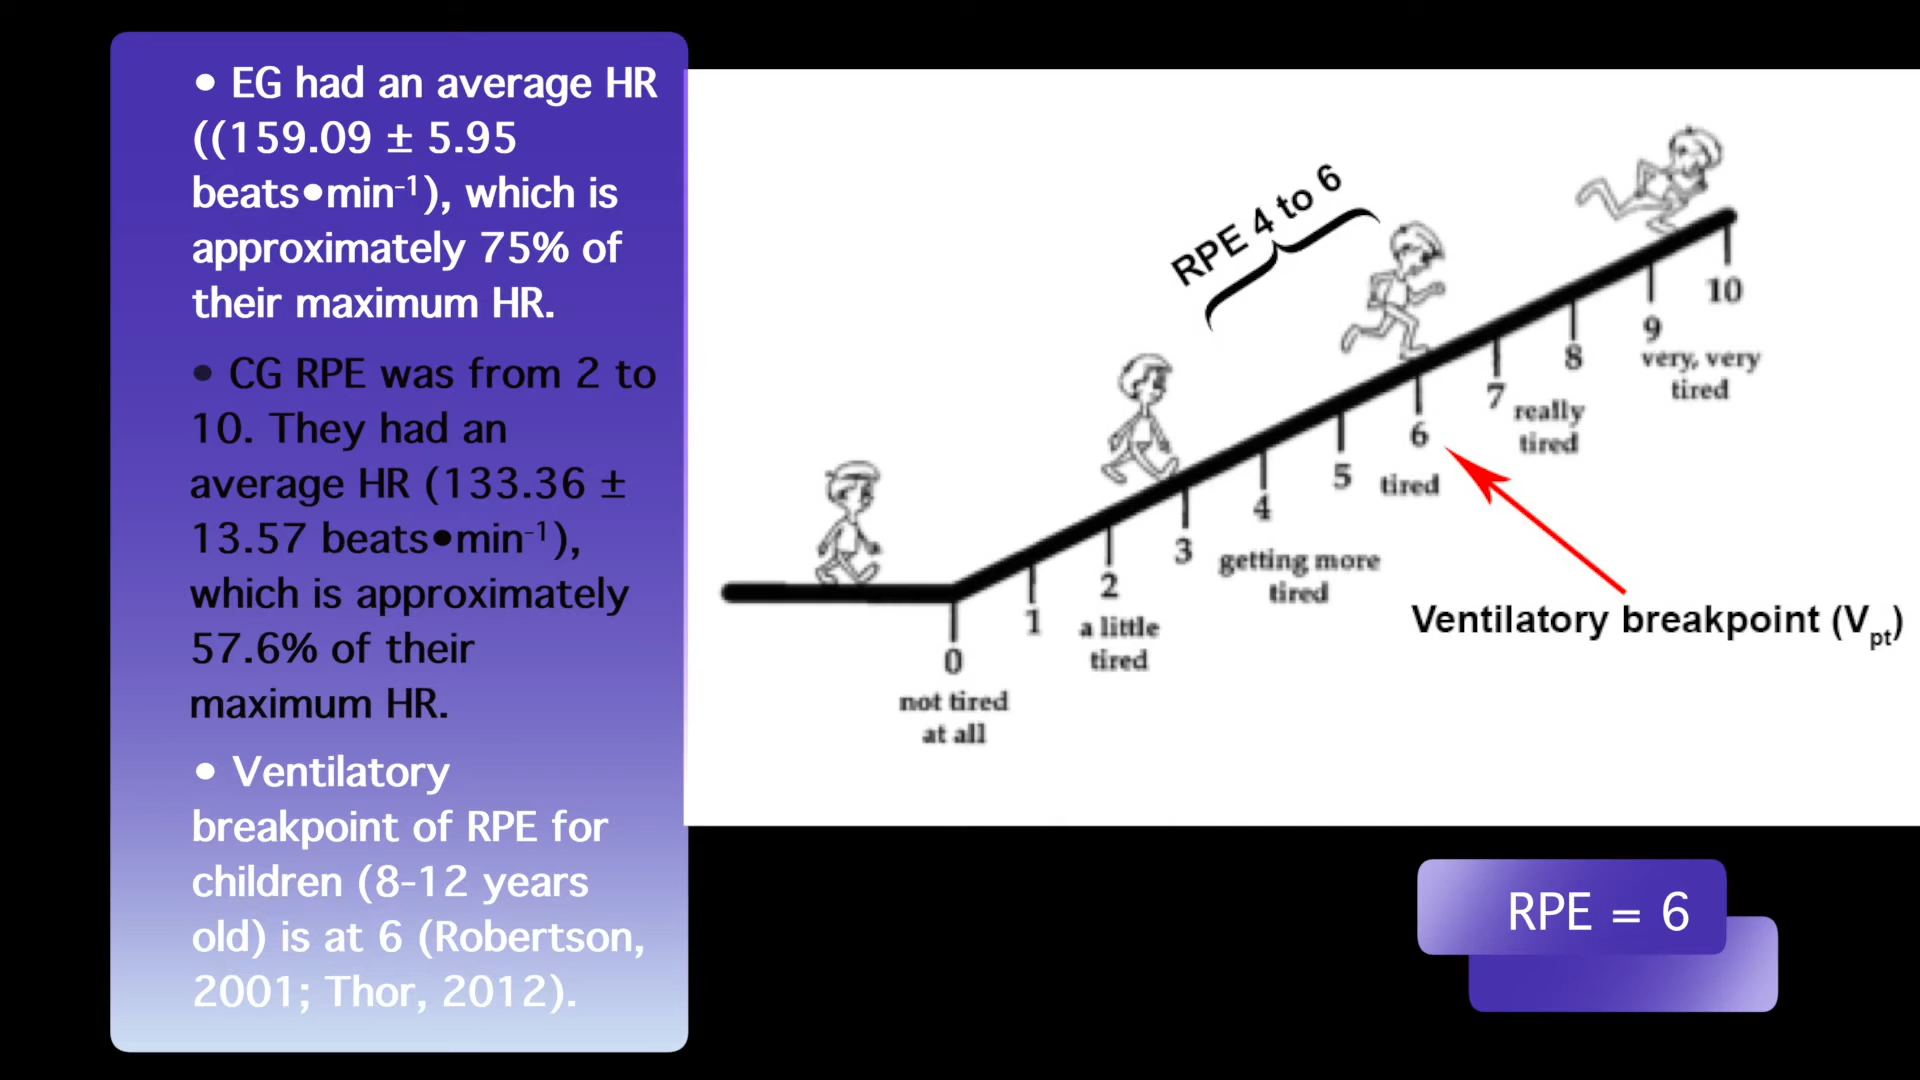 • EG had an average HR
((159.09 ± 5.95
beats•min⁻¹), which is
approximately 75% of
their maximum HR.
• CG RPE was from 2 to
10. They had an
average HR (133.36 ±
13.57 beats•min⁻¹),
which is approximately
57.6% of their
maximum HR.
• Ventilatory
breakpoint of RPE for
children (8-12 years
old) is at 6 (Robertson,
2001; Thor, 2012).
RPE 4 to 6
0
not tired
at all
1
2
a little
tired
3
4
getting more
tired
5
6
tired
7
really
tired
8
9
very, very
tired
10
Ventilatory breakpoint (Vpt)
RPE = 6